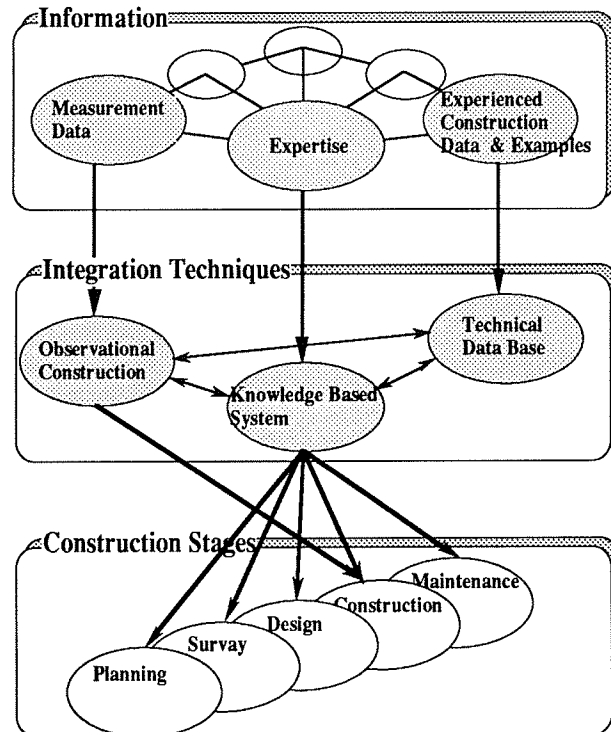 Information
Measurement
Data
Expertise
Experienced
Construction
Data & Examples
Integration Techniques
Observational
Construction
Technical
Data Base
Knowledge Based
System
Construction Stages
Maintenance
Construction
Design
Survay
Planning